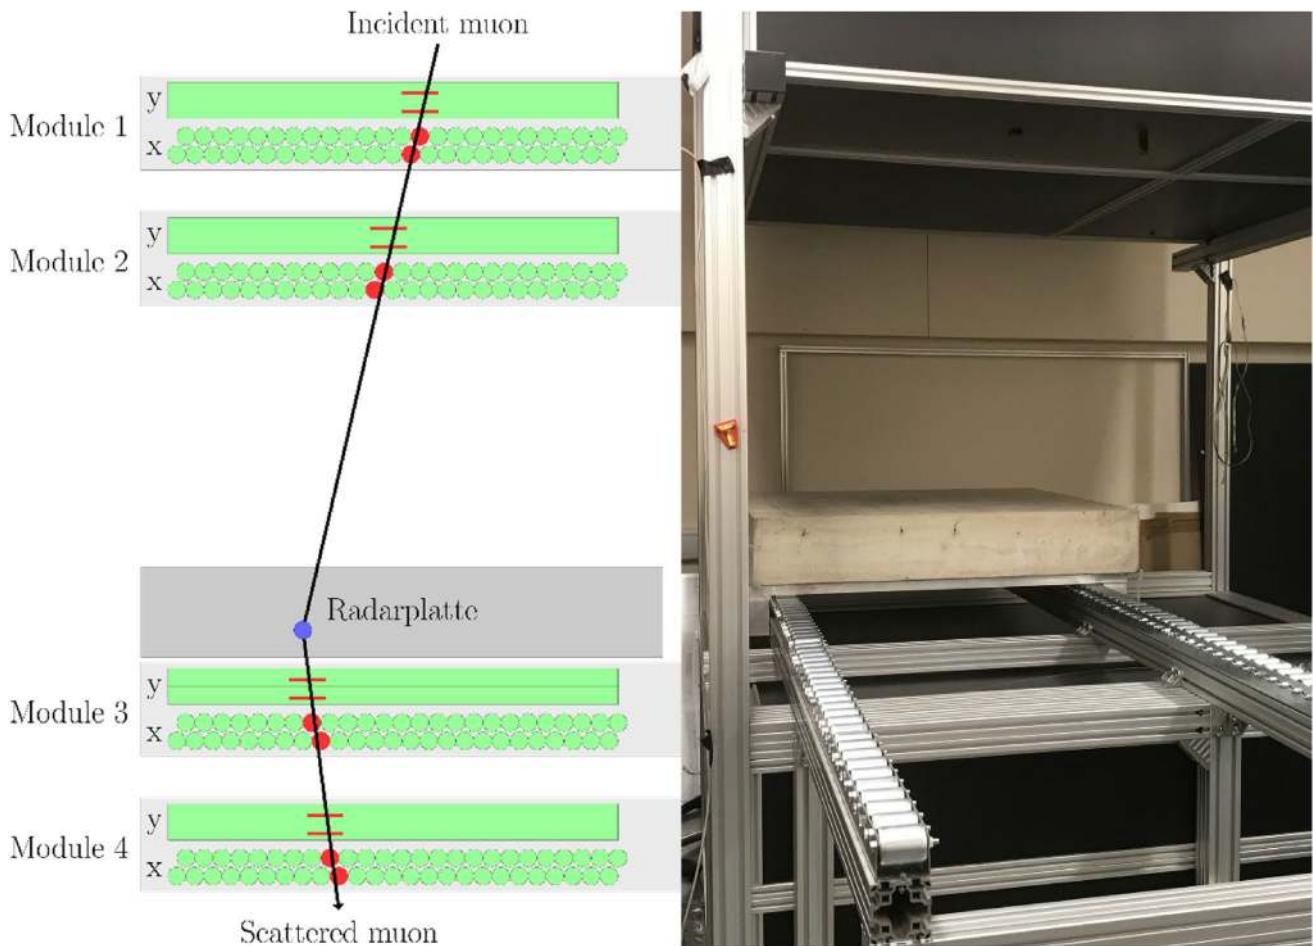 Incident muon
y
Module 1
x
y
Module 2
x
Radarplatte
y
Module 3
x
y
Module 4
x
Scattered muon